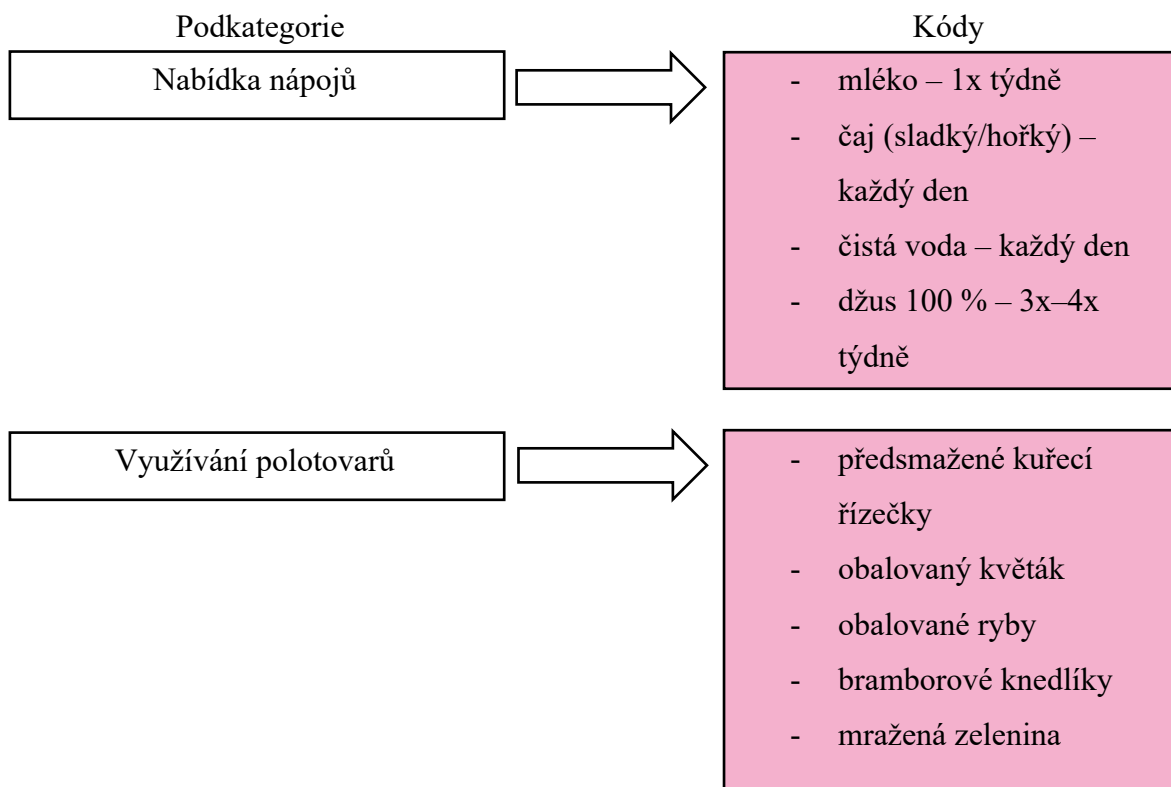 Podkategorie
Kódy
Nabídka nápojů
- mléko – 1x týdně
- čaj (sladký/hořký) –
každý den
- čistá voda – každý den
- džus 100 % – 3x–4x
týdně
Využívání polotovarů
- předsmažené kuřecí
řízečky
- obalovaný květák
- obalované ryby
- bramborové knedlíky
- mražená zelenina